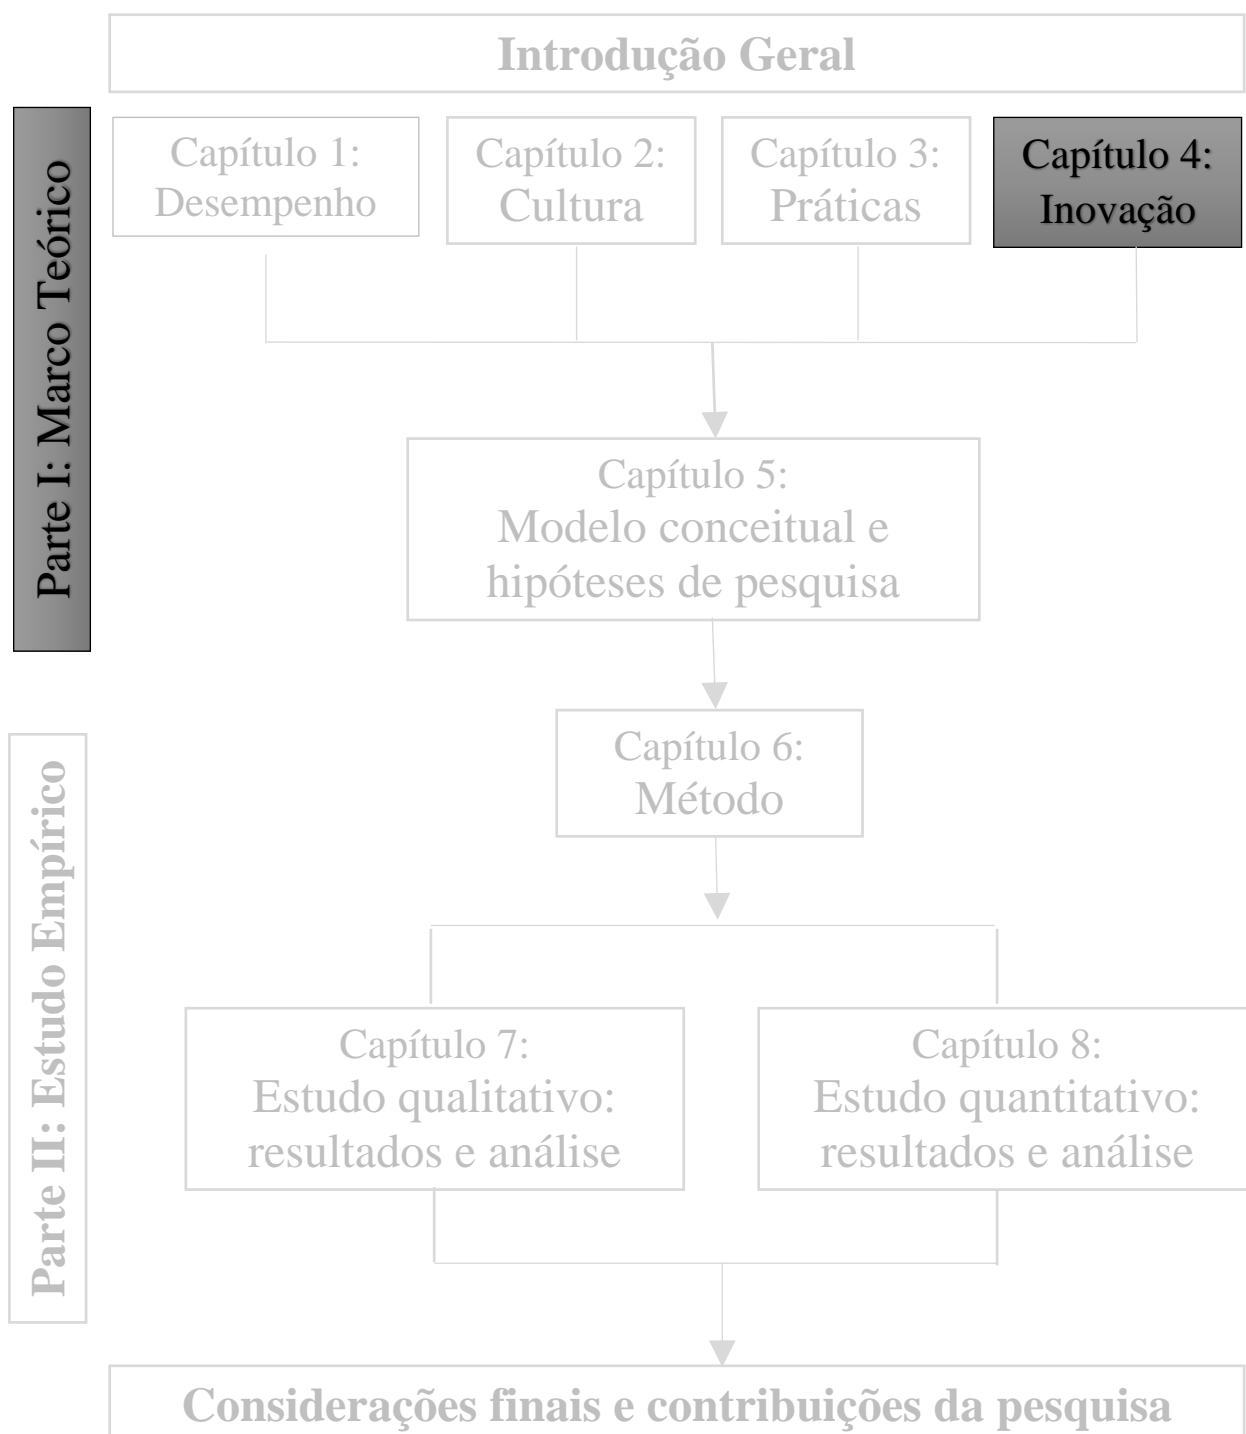 Introdução Geral
Parte I: Marco Teórico
Capítulo 1:
Desempenho
Capítulo 2:
Cultura
Capítulo 3:
Práticas
Capítulo 4:
Inovação
Capítulo 5:
Modelo conceitual e
hipóteses de pesquisa
Capítulo 6:
Método
Parte II: Estudo Empírico
Capítulo 7:
Estudo qualitativo:
resultados e análise
Capítulo 8:
Estudo quantitativo:
resultados e análise
Considerações finais e contribuições da pesquisa